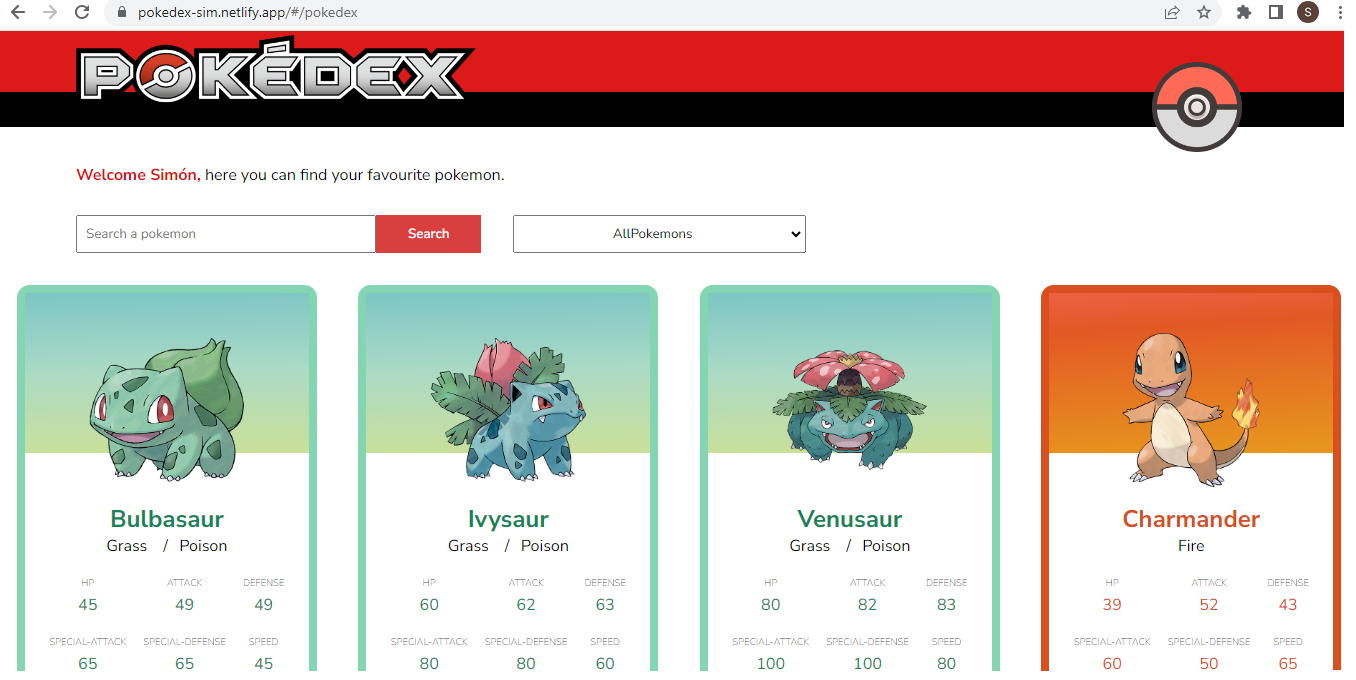 pokedex-sim.netlify.app/#/pokedex
S
POKÉDEX
Welcome Simón, here you can find your favourite pokemon.
Search a pokemon
Search
AllPokemons
Bulbasaur
Grass / Poison
HP ATTACK DEFENSE
45 49 49
SPECIAL-ATTACK SPECIAL-DEFENSE SPEED
65 65 45
Ivysaur
Grass / Poison
HP ATTACK DEFENSE
60 62 63
SPECIAL-ATTACK SPECIAL-DEFENSE SPEED
80 80 60
Venusaur
Grass / Poison
HP ATTACK DEFENSE
80 82 83
SPECIAL-ATTACK SPECIAL-DEFENSE SPEED
100 100 80
Charmander
Fire
HP ATTACK DEFENSE
39 52 43
SPECIAL-ATTACK SPECIAL-DEFENSE SPEED
60 50 65